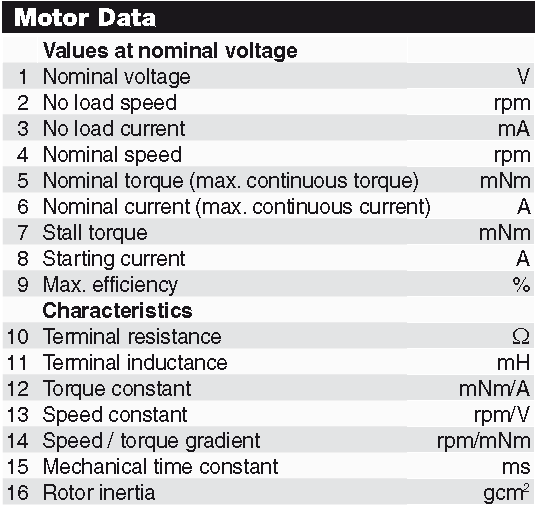 Motor Data
Values at nominal voltage
1 Nominal voltage V
2 No load speed rpm
3 No load current mA
4 Nominal speed rpm
5 Nominal torque (max. continuous torque) mNm
6 Nominal current (max. continuous current) A
7 Stall torque mNm
8 Starting current A
9 Max. efficiency %
Characteristics
10 Terminal resistance Ω
11 Terminal inductance mH
12 Torque constant mNm/A
13 Speed constant rpm/V
14 Speed / torque gradient rpm/mNm
15 Mechanical time constant ms
16 Rotor inertia gcm²